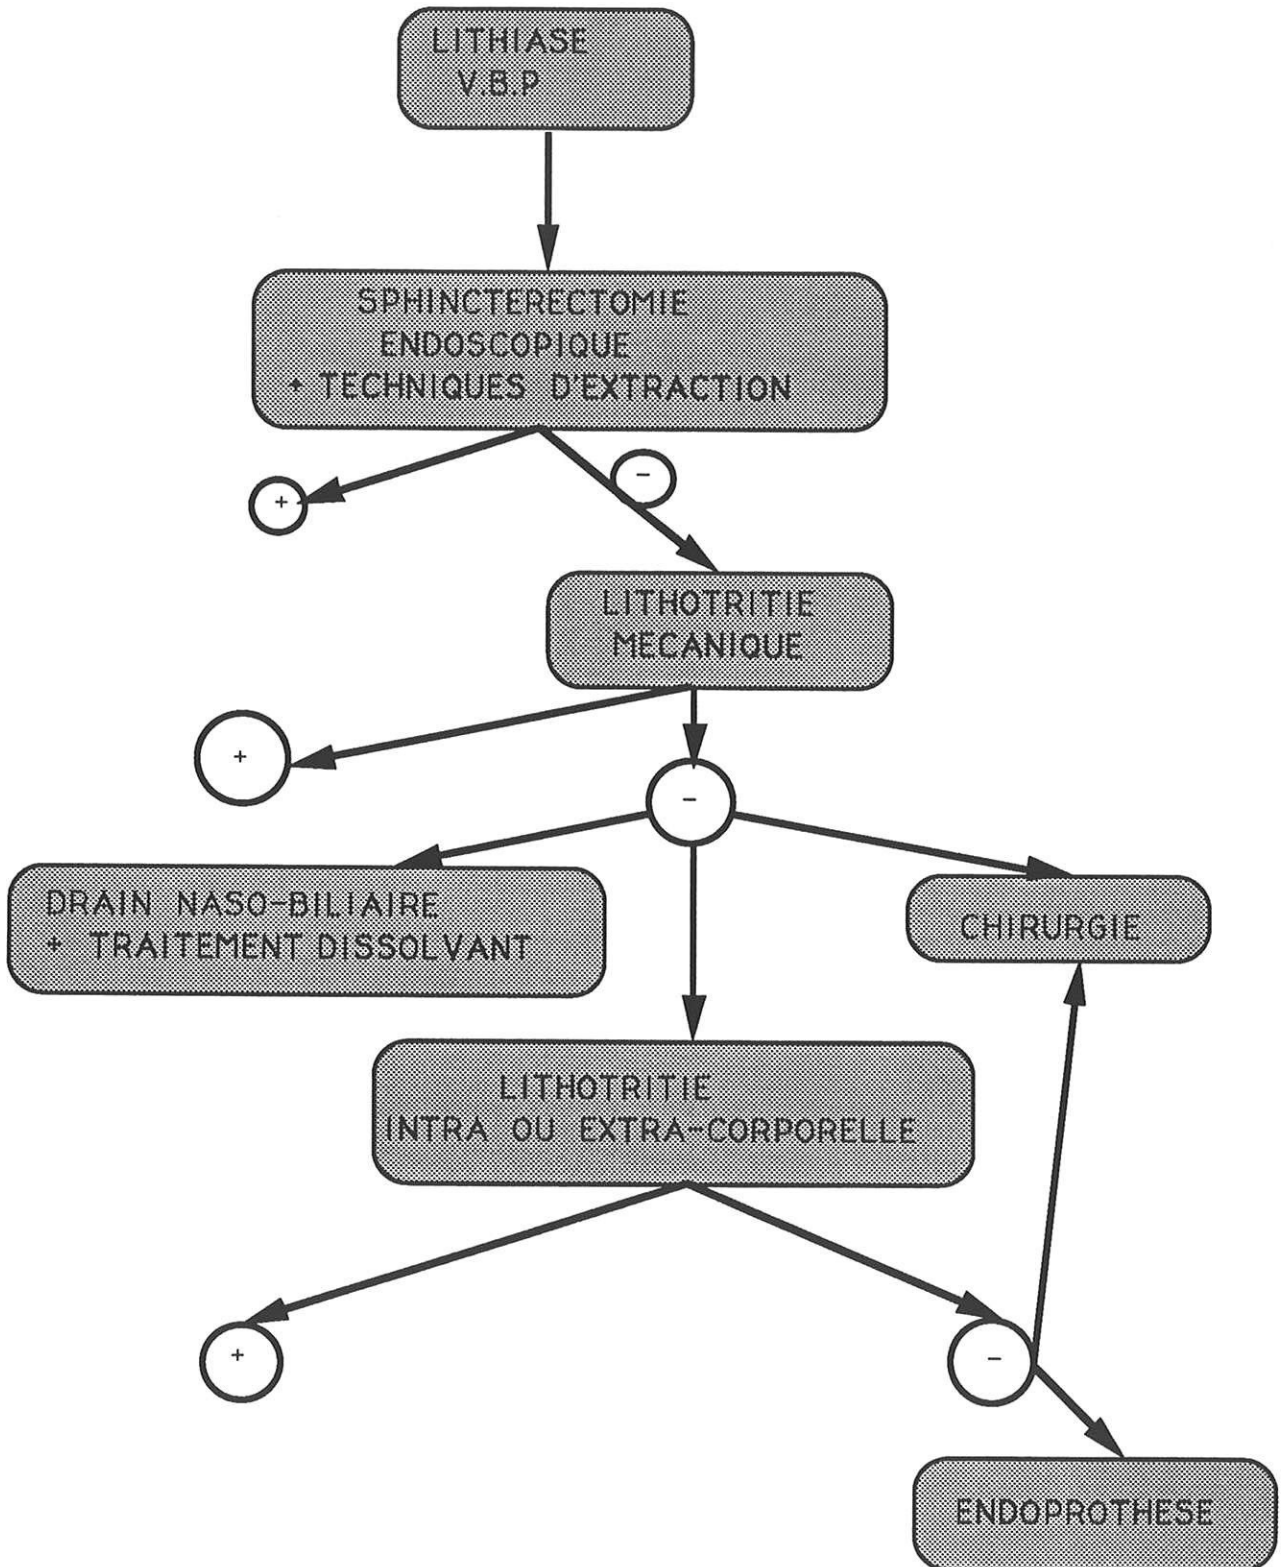 LITHIASE
V.B.P
SPHINCTERECTOMIE
ENDOSCOPIQUE
+ TECHNIQUES D'EXTRACTION
-
+
LITHOTRITIE
MECANIQUE
+
-
DRAIN NASO-BILIAIRE
+ TRAITEMENT DISSOLVANT
CHIRURGIE
LITHOTRITIE
INTRA OU EXTRA-CORPORELLE
+
-
ENDOPROTHESE